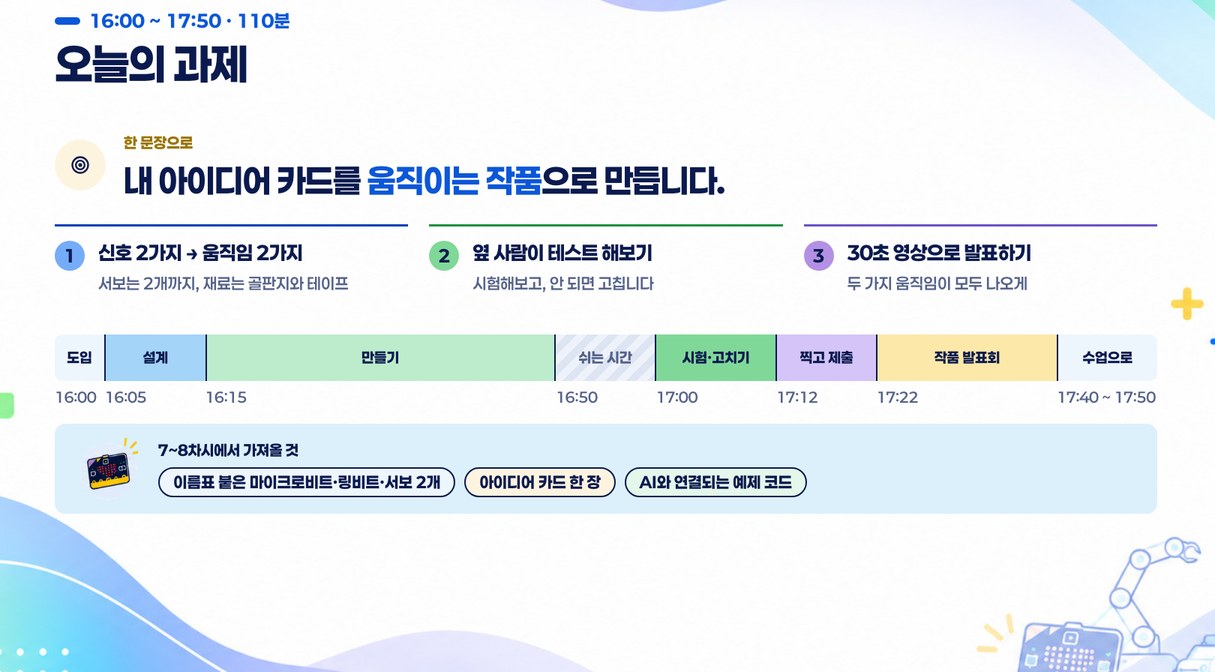 16:00 ~ 17:50 · 110분
오늘의 과제
한 문장으로
내 아이디어 카드를 움직이는 작품으로 만듭니다.
1 신호 2가지 → 움직임 2가지
서보는 2개까지, 재료는 골판지와 테이프
2 옆 사람이 테스트 해보기
시험해보고, 안 되면 고칩니다
3 30초 영상으로 발표하기
두 가지 움직임이 모두 나오게
도입 설계 만들기 쉬는 시간 시험·고치기 찍고 제출 작품 발표회 수업으로
16:00 16:05 16:15 16:50 17:00 17:12 17:22 17:40 ~ 17:50
7~8차시에서 가져올 것
이름표 붙은 마이크로비트·링비트·서보 2개 아이디어 카드 한 장 AI와 연결되는 예제 코드